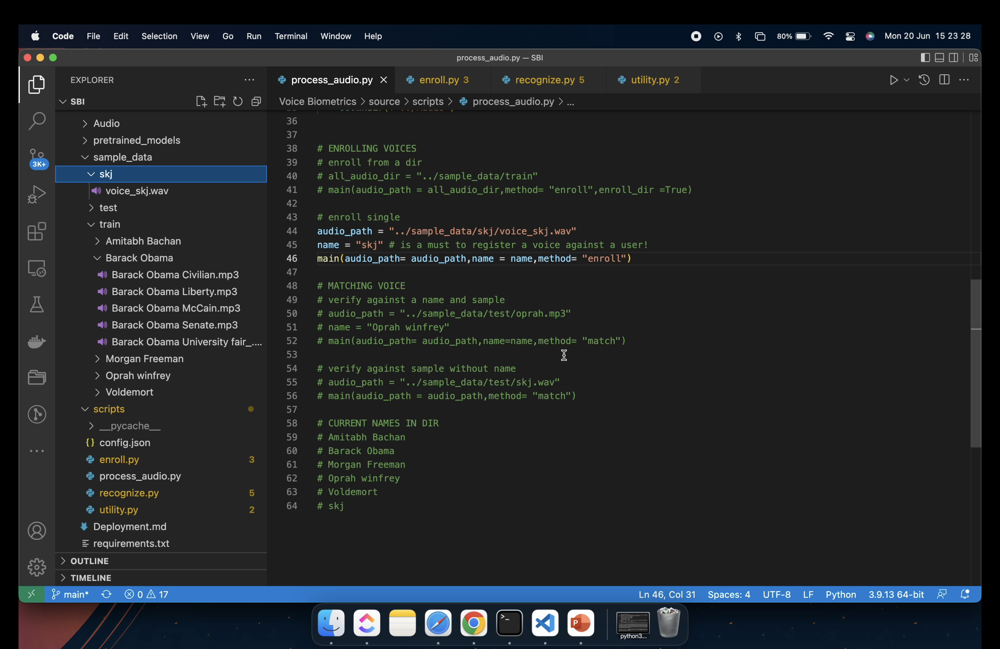 Code File Edit Selection View Go Run Terminal Window Help 80% Mon 20 Jun 15 23 28
process_audio.py — SBI
EXPLORER
SBI
Audio
pretrained_models
sample_data
skj
voice_skj.wav
test
train
Amitabh Bachan
Barack Obama
Barack Obama Civilian.mp3
Barack Obama Liberty.mp3
Barack Obama McCain.mp3
Barack Obama Senate.mp3
Barack Obama University fair_....
Morgan Freeman
Oprah winfrey
Voldemort
scripts
__pycache__
{} config.json
enroll.py 3
process_audio.py
recognize.py 5
utility.py 2
Deployment.md
requirements.txt
OUTLINE
TIMELINE
3K+
process_audio.py enroll.py 3 recognize.py 5 utility.py 2
Voice Biometrics > source > scripts > process_audio.py > ...
36
37
38 # ENROLLING VOICES
39 # enroll from a dir
40 # all_audio_dir = "../sample_data/train"
41 # main(audio_path = all_audio_dir,method= "enroll",enroll_dir =True)
42
43 # enroll single
44 audio_path = "../sample_data/skj/voice_skj.wav"
45 name = "skj" # is a must to register a voice against a user!
46 main(audio_path= audio_path,name = name,method= "enroll")
47
48 # MATCHING VOICE
49 # verify against a name and sample
50 # audio_path = "../sample_data/test/oprah.mp3"
51 # name = "Oprah winfrey"
52 # main(audio_path= audio_path,name=name,method= "match")
53
54 # verify against sample without name
55 # audio_path = "../sample_data/test/skj.wav"
56 # main(audio_path = audio_path,method= "match")
57
58 # CURRENT NAMES IN DIR
59 # Amitabh Bachan
60 # Barack Obama
61 # Morgan Freeman
62 # Oprah winfrey
63 # Voldemort
64 # skj
main* 0 17 Ln 46, Col 31 Spaces: 4 UTF-8 LF Python 3.9.13 64-bit
P
python3....